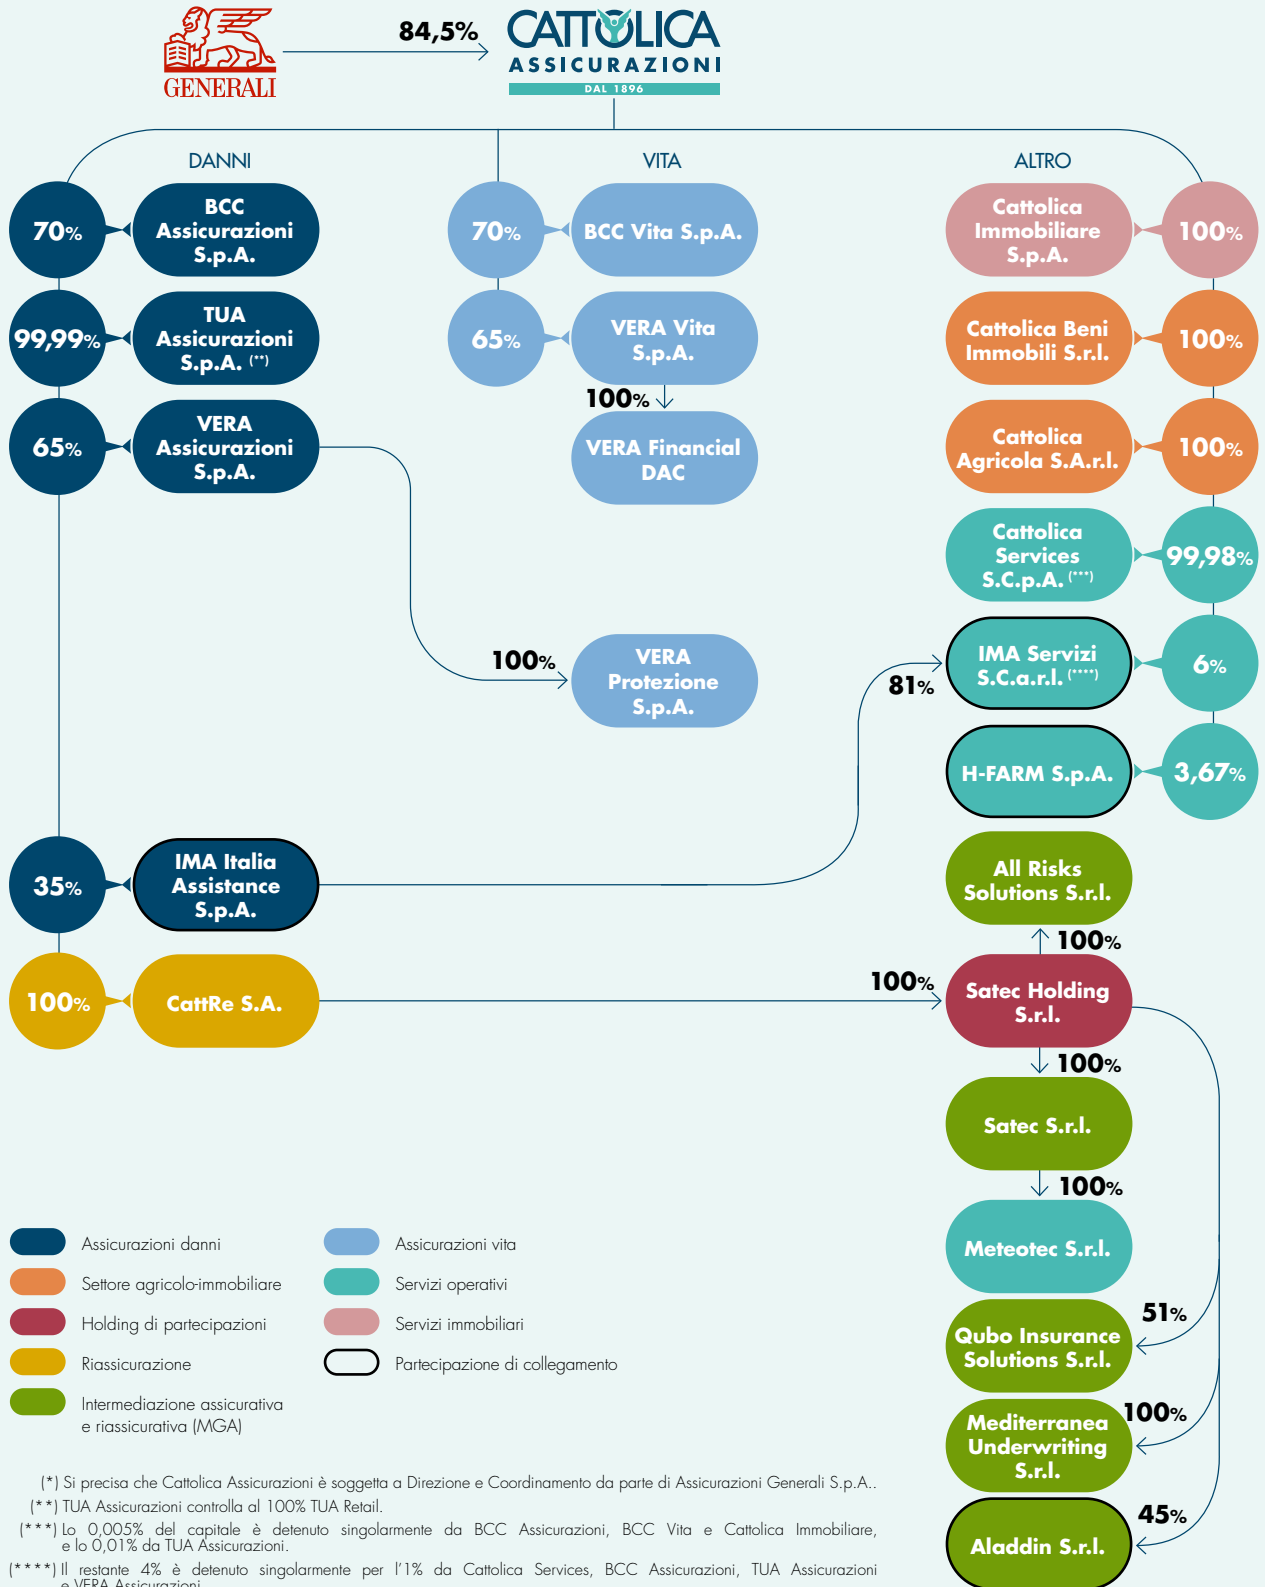 GENERALI
84,5%
CATTOLICA
ASSICURAZIONI
DAL 1896
DANNI
70%
BCC
Assicurazioni
S.p.A.
99,99%
TUA
Assicurazioni
S.p.A. (**)
65%
VERA
Assicurazioni
S.p.A.
35%
IMA Italia
Assistance
S.p.A.
100%
CattRe S.A.
VITA
70%
BCC Vita S.p.A.
65%
VERA Vita
S.p.A.
100%
VERA Financial
DAC
100%
VERA
Protezione
S.p.A.
ALTRO
Cattolica
Immobiliare
S.p.A.
100%
Cattolica Beni
Immobili S.r.l.
100%
Cattolica
Agricola S.A.r.l.
100%
Cattolica
Services
S.C.p.A. (***)
99,98%
81%
IMA Servizi
S.C.a.r.l. (****)
6%
H-FARM S.p.A.
3,67%
All Risks
Solutions S.r.l.
100%
100%
Satec Holding
S.r.l.
100%
Satec S.r.l.
100%
Meteotec S.r.l.
51%
Qubo Insurance
Solutions S.r.l.
100%
Mediterranea
Underwriting
S.r.l.
45%
Aladdin S.r.l.
Assicurazioni danni
Settore agricolo-immobiliare
Holding di partecipazioni
Riassicurazione
Intermediazione assicurativa
e riassicurativa (MGA)
Assicurazioni vita
Servizi operativi
Servizi immobiliari
Partecipazione di collegamento
(*) Si precisa che Cattolica Assicurazioni è soggetta a Direzione e Coordinamento da parte di Assicurazioni Generali S.p.A..
(**) TUA Assicurazioni controlla al 100% TUA Retail.
(***) Lo 0,005% del capitale è detenuto singolarmente da BCC Assicurazioni, BCC Vita e Cattolica Immobiliare,
e lo 0,01% da TUA Assicurazioni.
(****) Il restante 4% è detenuto singolarmente per l'1% da Cattolica Services, BCC Assicurazioni, TUA Assicurazioni
e VERA Assicurazioni